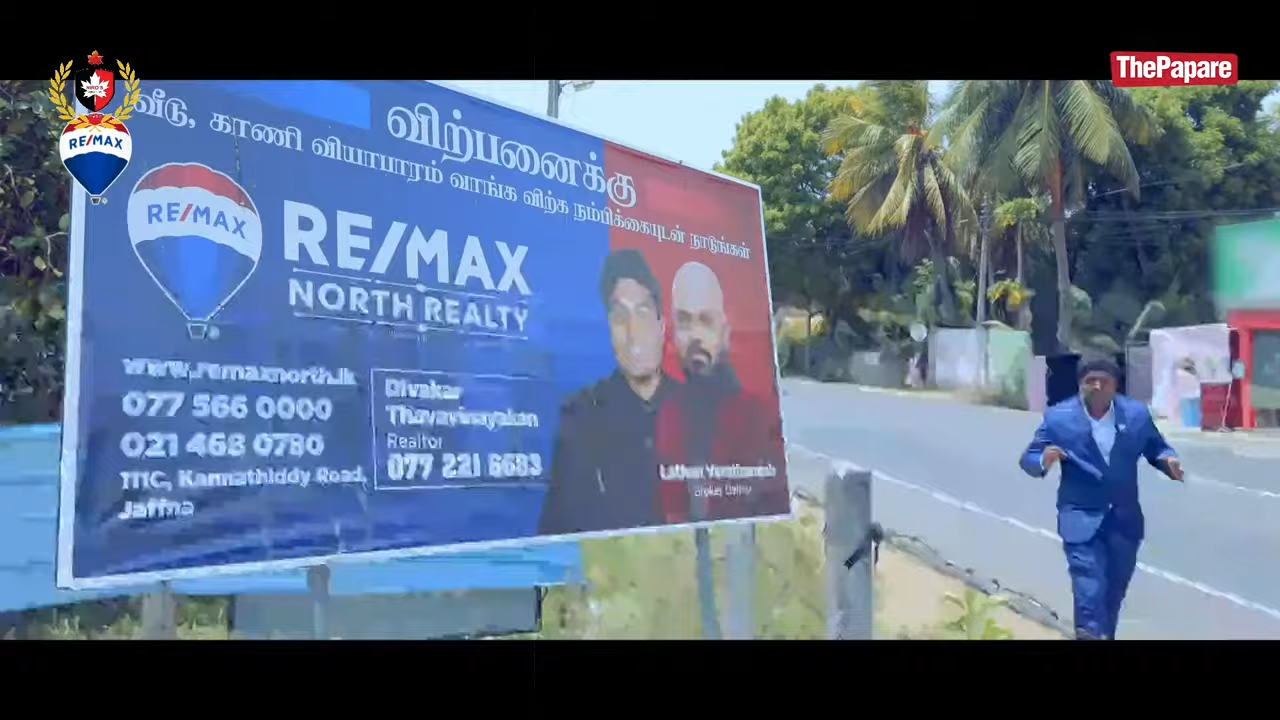 ThePapare
RE/MAX
விற்பனைக்கு
வீடு, காணி வியாபாரம் வாங்க விற்க நம்பிக்கையுடன் நாடுங்கள்
RE/MAX
RE/MAX
NORTH REALTY
www.remaxnorth.lk
077 566 0000
021 468 0780
111C, Kannathiddy Road,
Jaffna
Divakar
Thavavinayakan
Realtor
077 221 6683